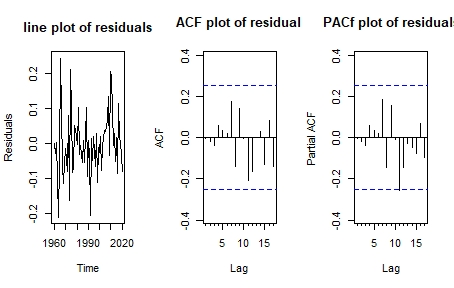 line plot of residuals
Residuals
-0.2 -0.1 0.0 0.1 0.2
1960 1990 2020
Time
ACF plot of residual
ACF
-0.4 -0.2 0.0 0.2 0.4
5 10 15
Lag
PACf plot of residuals
Partial ACF
-0.4 -0.2 0.0 0.2 0.4
5 10 15
Lag